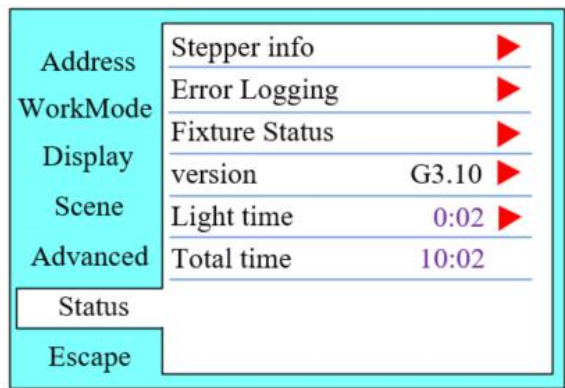 Address
WorkMode
Display
Scene
Advanced
Status
Escape
Stepper info
Error Logging
Fixture Status
version G3.10
Light time 0:02
Total time 10:02